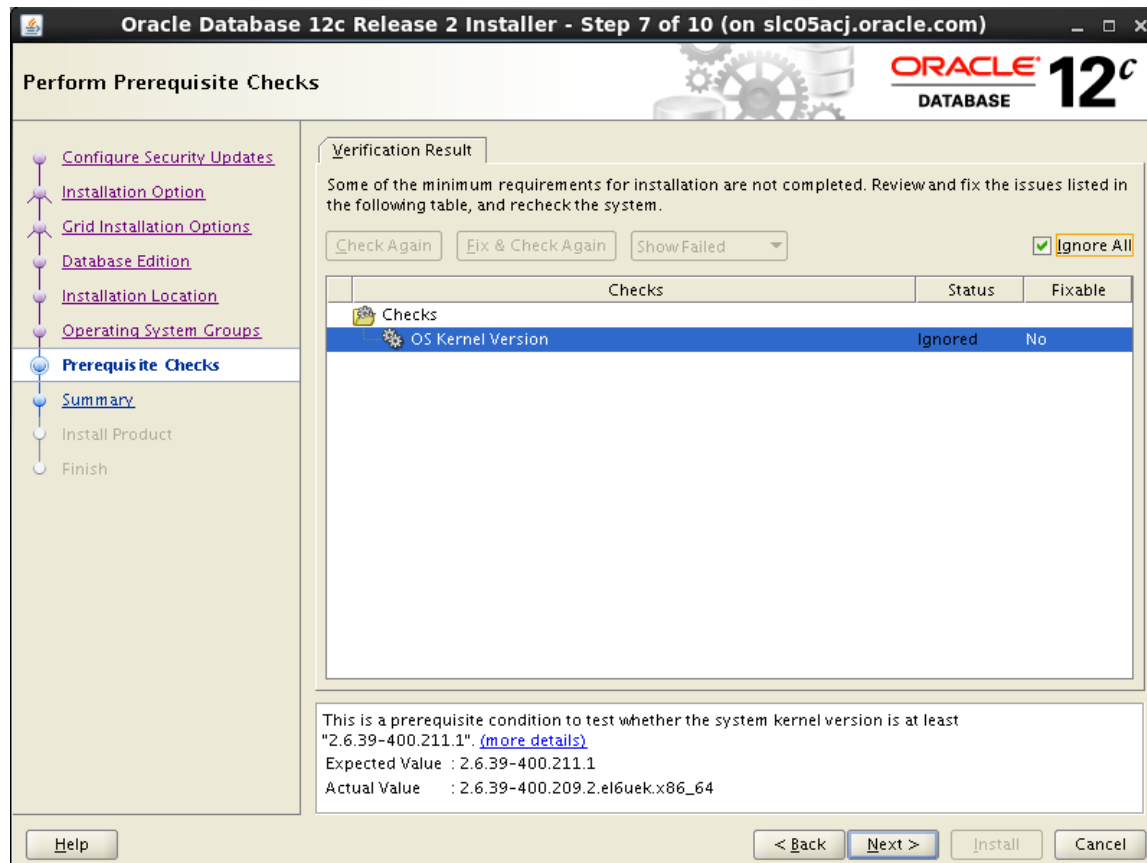 Oracle Database 12c Release 2 Installer - Step 7 of 10 (on slc05acj.oracle.com)
Perform Prerequisite Checks
ORACLE
DATABASE
12c
Configure Security Updates
Installation Option
Grid Installation Options
Database Edition
Installation Location
Operating System Groups
Prerequisite Checks
Summary
Install Product
Finish
Verification Result
Some of the minimum requirements for installation are not completed. Review and fix the issues listed in
the following table, and recheck the system.
Check Again Fix & Check Again Show Failed Ignore All
Checks Status Fixable
Checks
OS Kernel Version Ignored No
This is a prerequisite condition to test whether the system kernel version is at least
"2.6.39-400.211.1". (more details)
Expected Value : 2.6.39-400.211.1
Actual Value : 2.6.39-400.209.2.el6uek.x86_64
Help < Back Next > Install Cancel